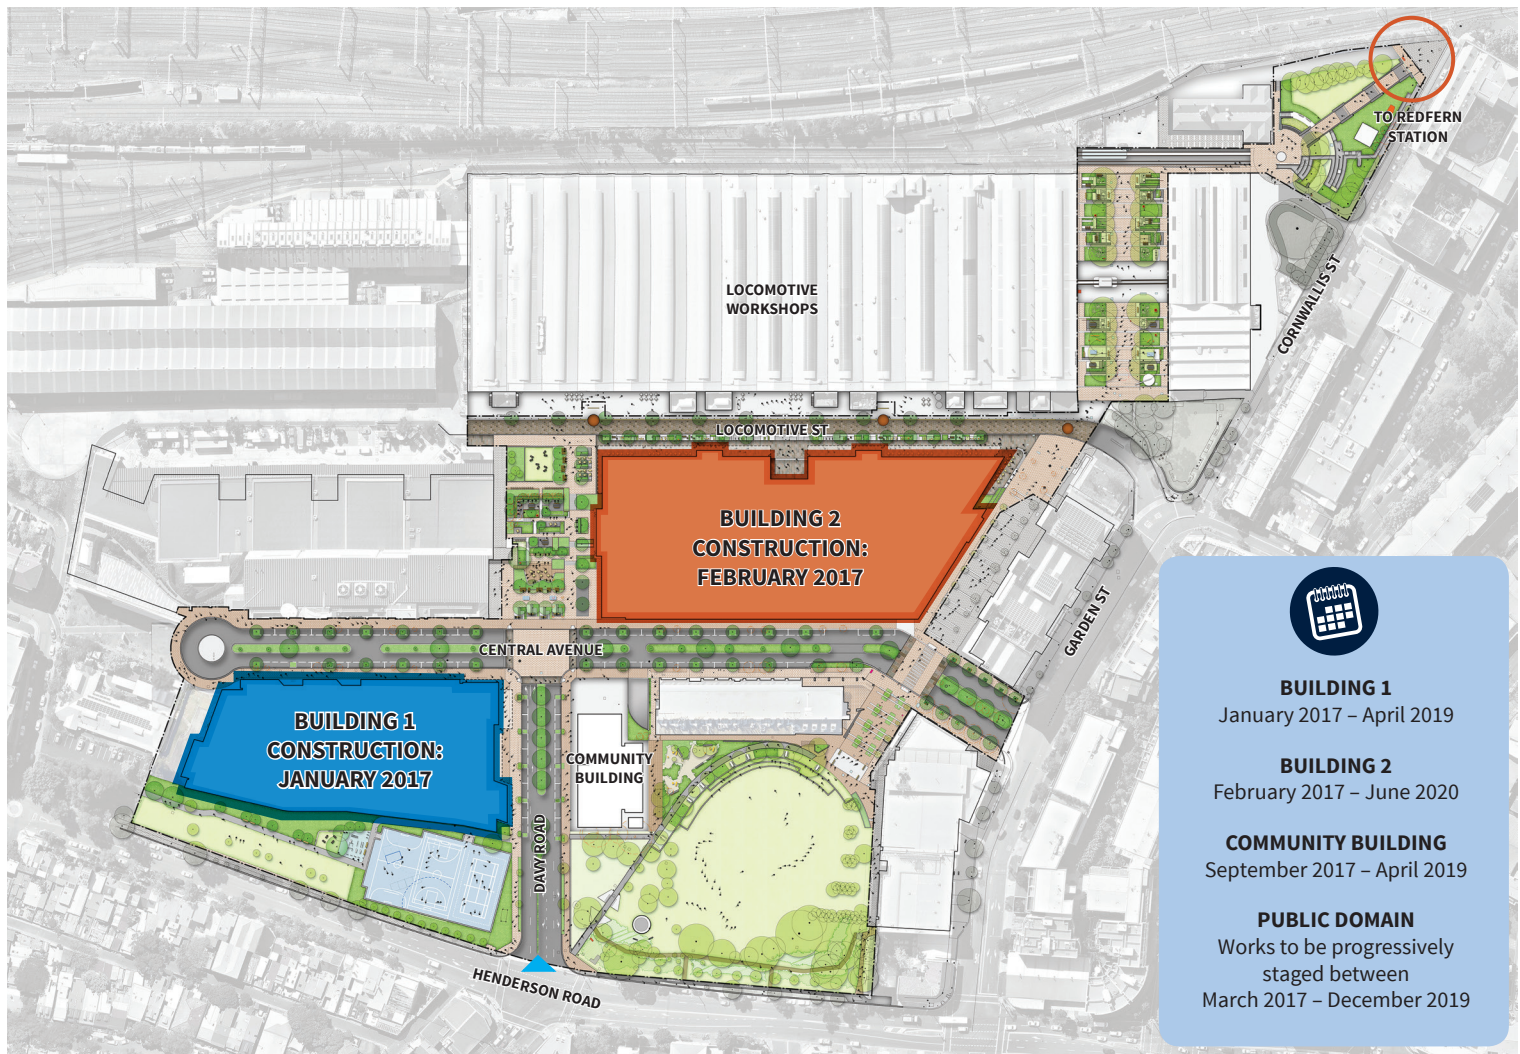 TO REDFERN
STATION
LOCOMOTIVE
WORKSHOPS
CORNWALLIS ST
LOCOMOTIVE ST
BUILDING 2
CONSTRUCTION:
FEBRUARY 2017
GARDEN ST
CENTRAL AVENUE
BUILDING 1
CONSTRUCTION:
JANUARY 2017
COMMUNITY
BUILDING
DAVY ROAD
HENDERSON ROAD
BUILDING 1
January 2017 – April 2019
BUILDING 2
February 2017 – June 2020
COMMUNITY BUILDING
September 2017 – April 2019
PUBLIC DOMAIN
Works to be progressively
staged between
March 2017 – December 2019